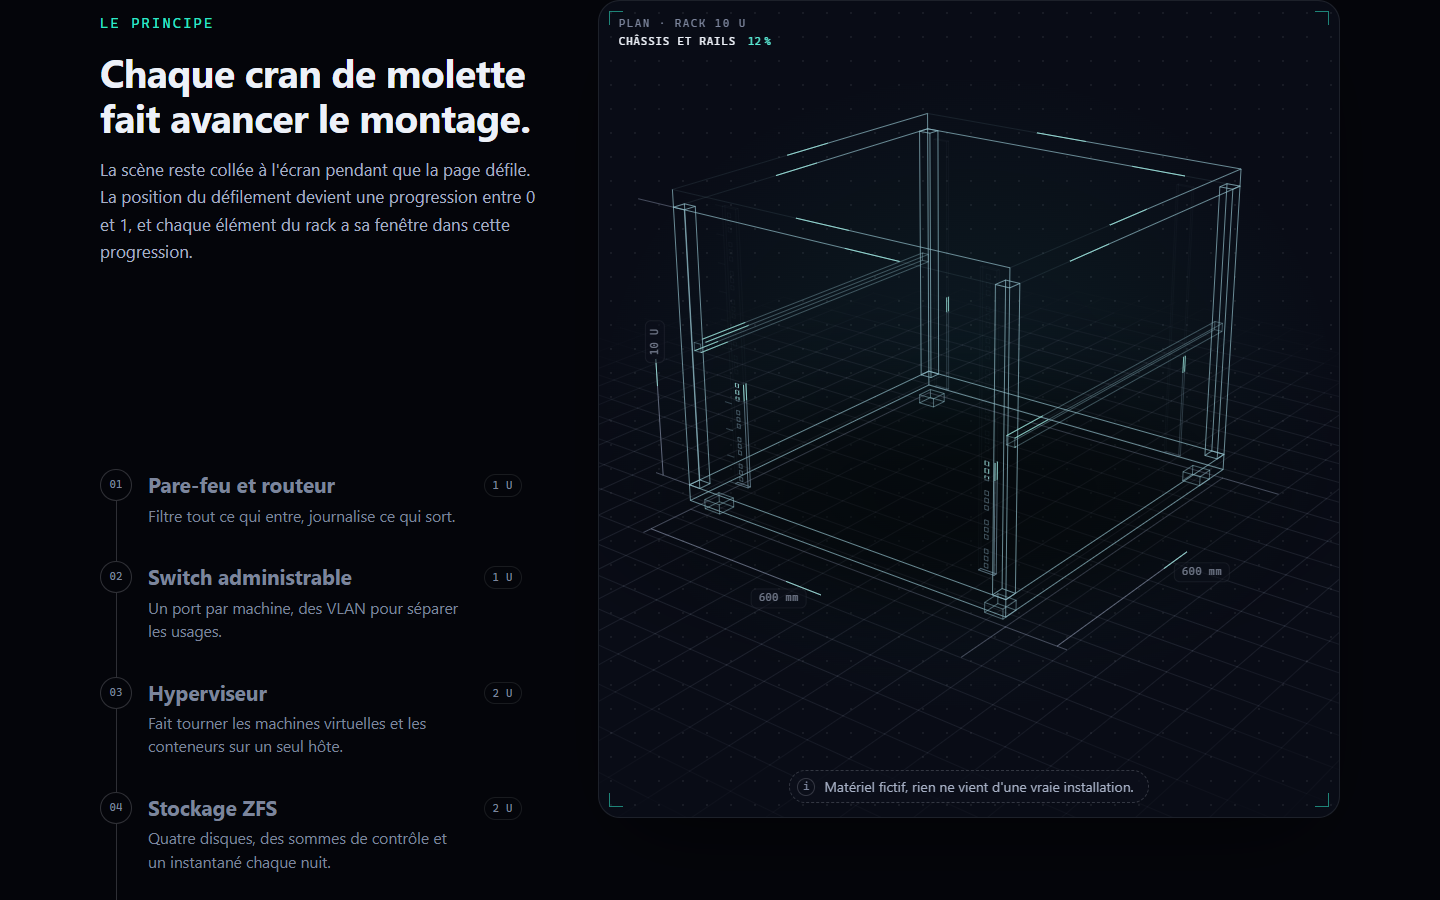 LE PRINCIPE
Chaque cran de molette
fait avancer le montage.
La scène reste collée à l'écran pendant que la page défile.
La position du défilement devient une progression entre 0
et 1, et chaque élément du rack a sa fenêtre dans cette
progression.
01
Pare-feu et routeur
1 U
Filtre tout ce qui entre, journalise ce qui sort.
02
Switch administrable
1 U
Un port par machine, des VLAN pour séparer
les usages.
03
Hyperviseur
2 U
Fait tourner les machines virtuelles et les
conteneurs sur un seul hôte.
04
Stockage ZFS
2 U
Quatre disques, des sommes de contrôle et
un instantané chaque nuit.
PLAN · RACK 10 U
CHÂSSIS ET RAILS 12 %
10 U
600 mm
600 mm
i
Matériel fictif, rien ne vient d'une vraie installation.